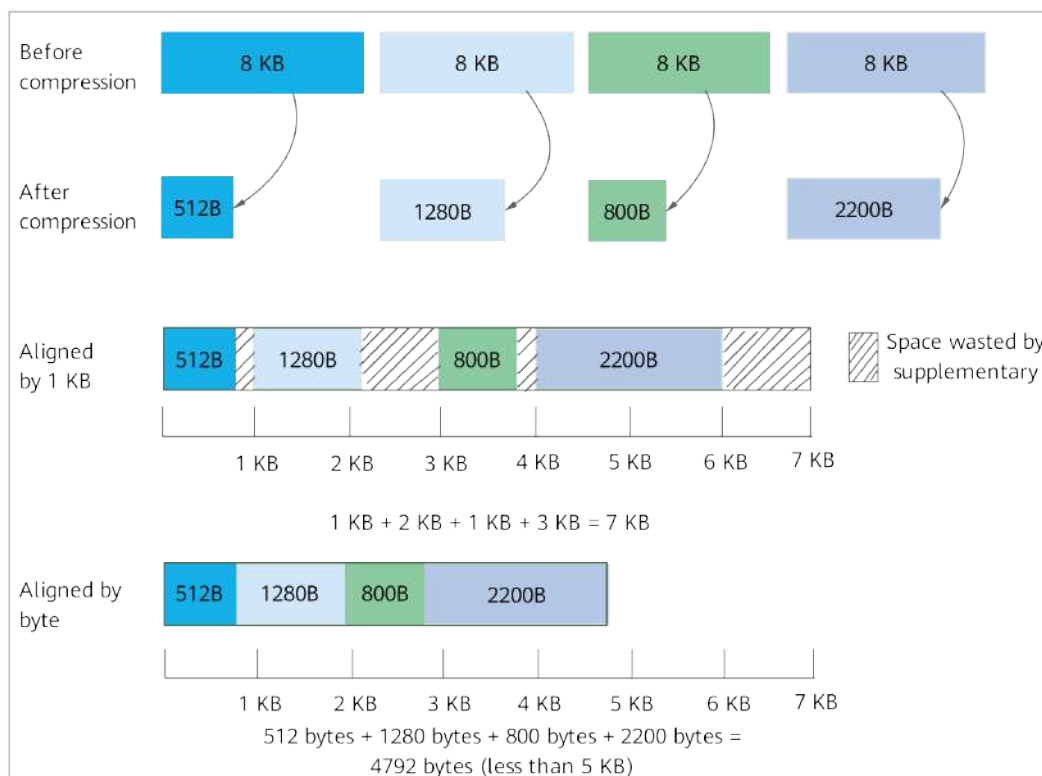 Before
compression
8 KB
8 KB
8 KB
8 KB
After
compression
512B
1280B
800B
2200B
Aligned
by 1 KB
512B
1280B
800B
2200B
Space wasted by
supplementary
1 KB
2 KB
3 KB
4 KB
5 KB
6 KB
7 KB
1 KB + 2 KB + 1 KB + 3 KB = 7 KB
Aligned by
byte
512B
1280B
800B
2200B
1 KB
2 KB
3 KB
4 KB
5 KB
6 KB
7 KB
512 bytes + 1280 bytes + 800 bytes + 2200 bytes =
4792 bytes (less than 5 KB)